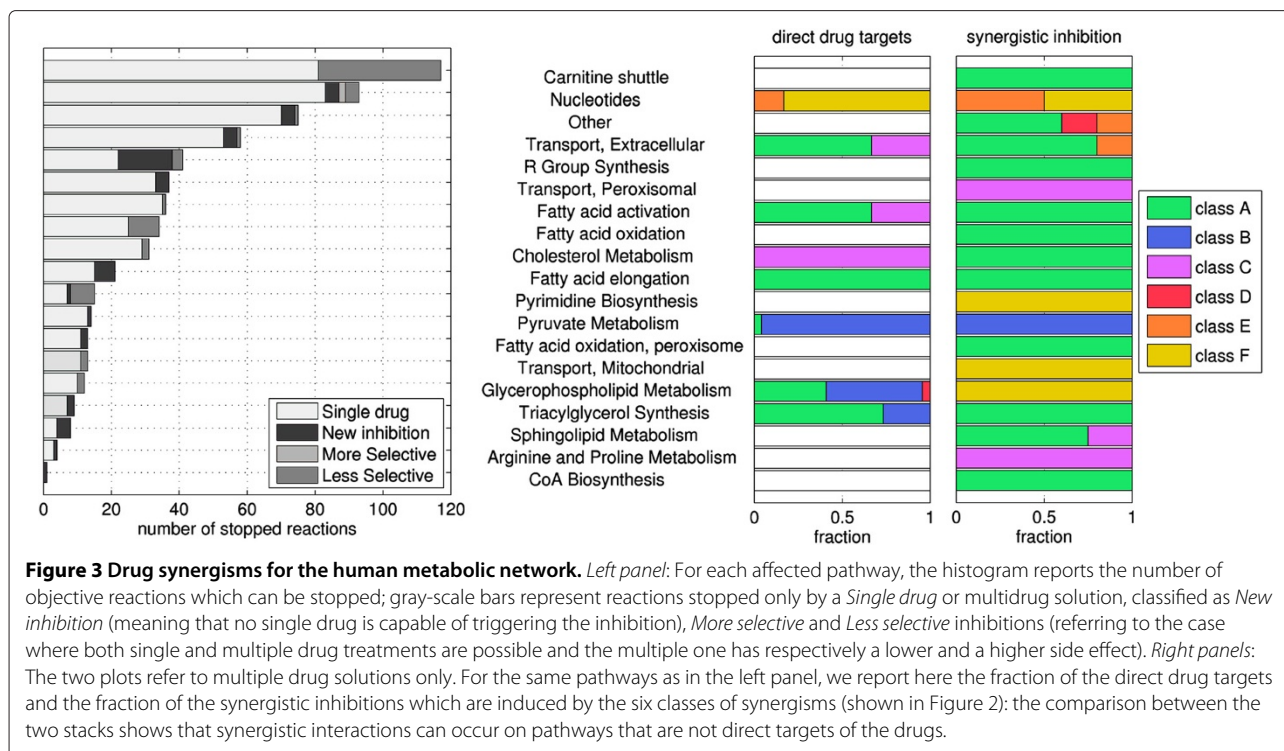 direct drug targets
synergistic inhibition
Carnitine shuttle
Nucleotides
Other
Transport, Extracellular
R Group Synthesis
Transport, Peroxisomal
Fatty acid activation
Fatty acid oxidation
Cholesterol Metabolism
Fatty acid elongation
Pyrimidine Biosynthesis
Pyruvate Metabolism
Fatty acid oxidation, peroxisome
Transport, Mitochondrial
Glycerophospholipid Metabolism
Triacylglycerol Synthesis
Sphingolipid Metabolism
Arginine and Proline Metabolism
CoA Biosynthesis
Single drug
New inhibition
More Selective
Less Selective
0 20 40 60 80 100 120
number of stopped reactions
0 0.5 1
fraction
0 0.5 1
fraction
class A
class B
class C
class D
class E
class F
Figure 3 Drug synergisms for the human metabolic network. Left panel: For each affected pathway, the histogram reports the number of
objective reactions which can be stopped; gray-scale bars represent reactions stopped only by a Single drug or multidrug solution, classified as New
inhibition (meaning that no single drug is capable of triggering the inhibition), More selective and Less selective inhibitions (referring to the case
where both single and multiple drug treatments are possible and the multiple one has respectively a lower and a higher side effect). Right panels:
The two plots refer to multiple drug solutions only. For the same pathways as in the left panel, we report here the fraction of the direct drug targets
and the fraction of the synergistic inhibitions which are induced by the six classes of synergisms (shown in Figure 2): the comparison between the
two stacks shows that synergistic interactions can occur on pathways that are not direct targets of the drugs.